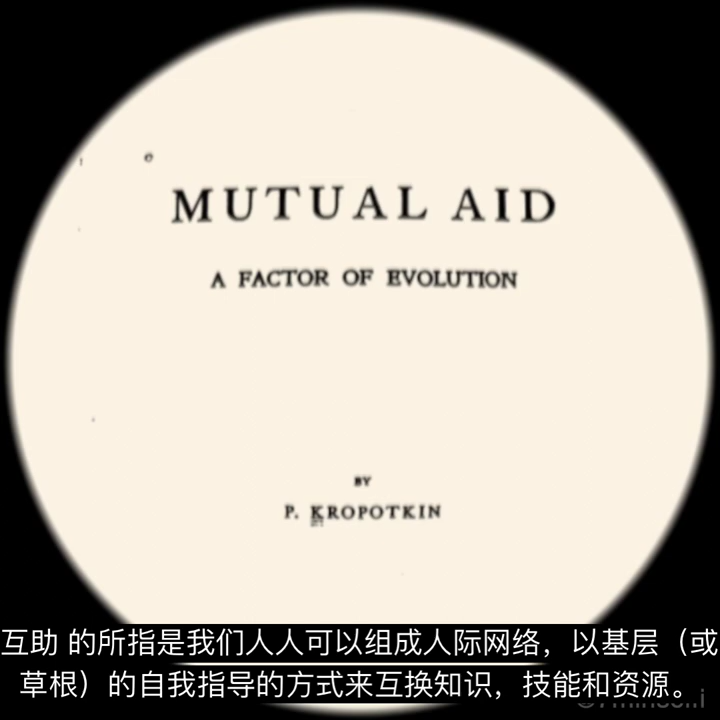 MUTUAL AID
A FACTOR OF EVOLUTION
BY
P. KROPOTKIN
互助 的所指是我们人人可以组成人际网络，以基层（或
草根）的自我指导的方式来互换知识，技能和资源。